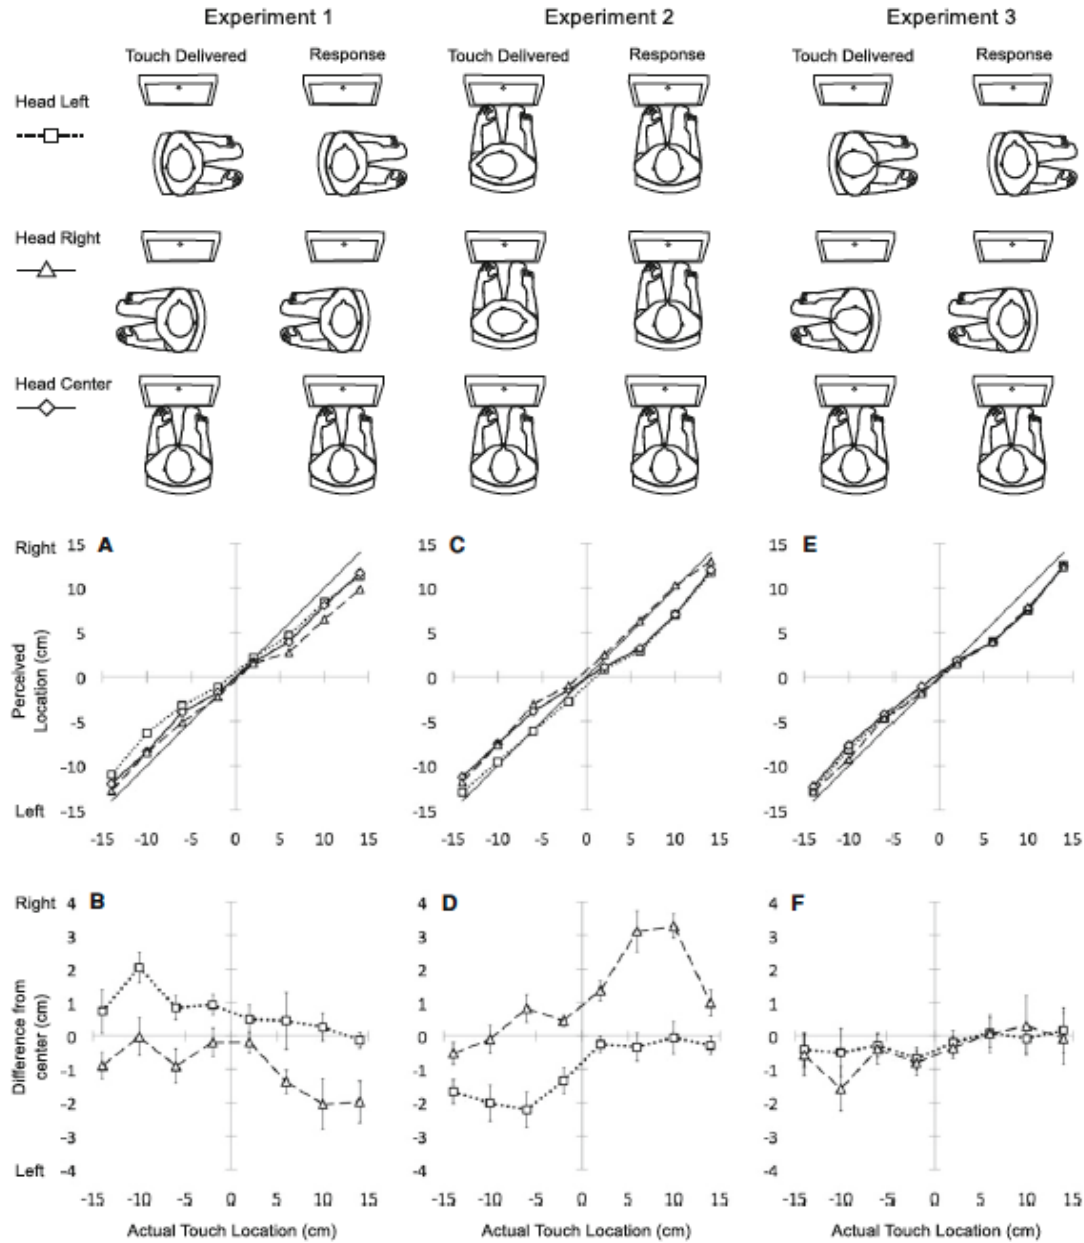 Experiment 1 Experiment 2 Experiment 3
Touch Delivered Response Touch Delivered Response Touch Delivered Response
Head Left
Head Right
Head Center
Right 15 A 15 C 15 E
10 10 10
5 5 5
0 0 0
-5 -5 -5
-10 -10 -10
Left -15 -15 -15
Perceived
Location (cm)
-15 -10 -5 0 5 10 15 -15 -10 -5 0 5 10 15 -15 -10 -5 0 5 10 15
Right 4 B 4 D 4 F
3 3 3
2 2 2
1 1 1
0 0 0
-1 -1 -1
-2 -2 -2
-3 -3 -3
Left -4 -4 -4
Difference from
center (cm)
-15 -10 -5 0 5 10 15 -15 -10 -5 0 5 10 15 -15 -10 -5 0 5 10 15
Actual Touch Location (cm) Actual Touch Location (cm) Actual Touch Location (cm)